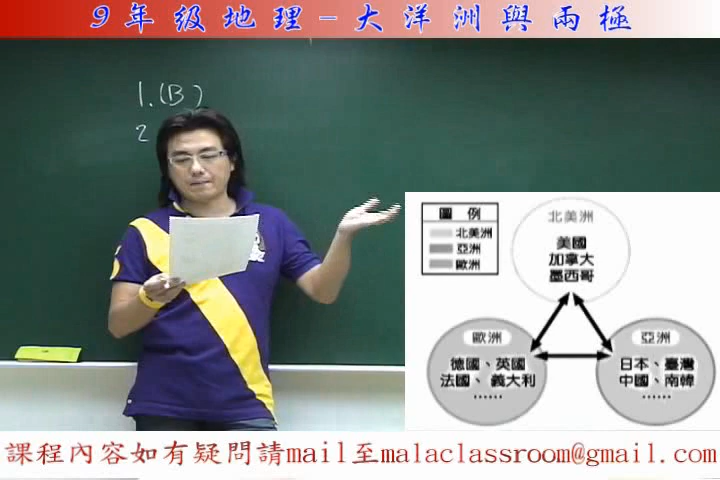 9年級地理-大洋洲與兩極
1.(B)
2
圖 例
北美洲
亞洲
歐洲
北美洲
美國
加拿大
墨西哥
歐洲
德國、英國
法國、義大利
……
亞洲
日本、臺灣
中國、南韓
……
課程內容如有疑問請mail至malaclassroom@gmail.com